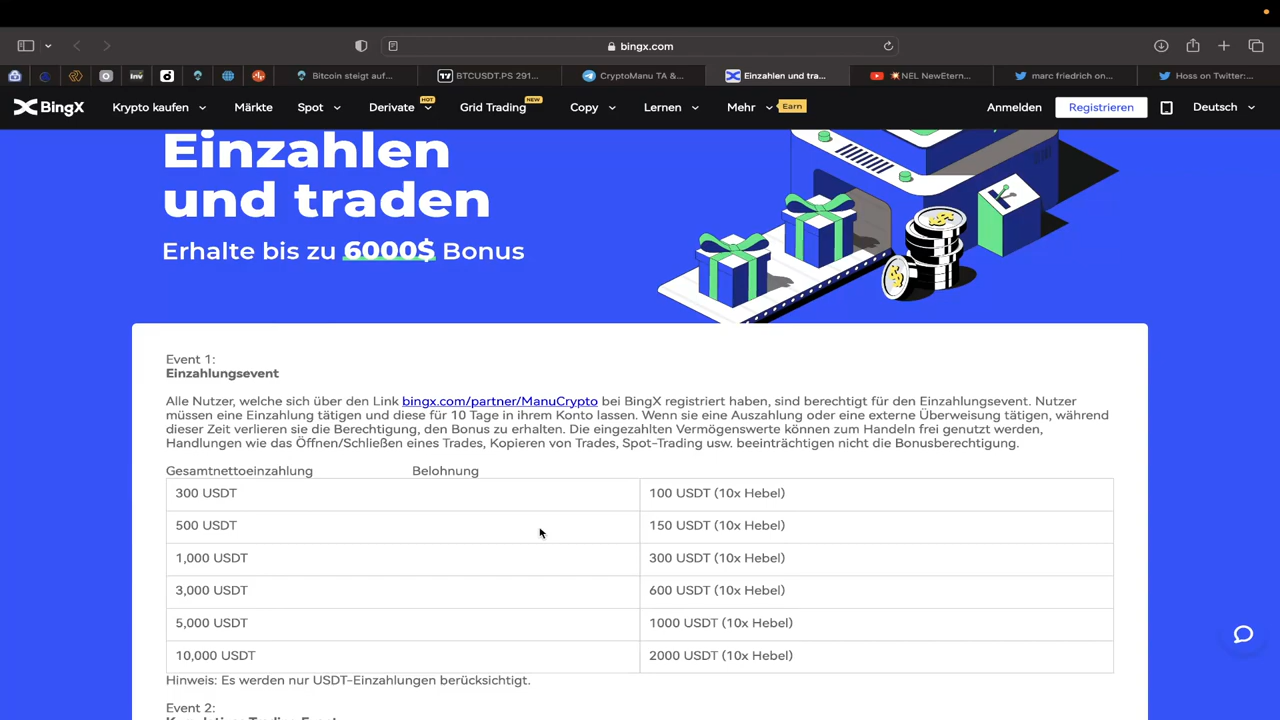 bingx.com
Bitcoin steigt auf...
BTCUSDT.PS 291...
CryptoManu TA &...
Einzahlen und tra...
NEL NewEtern...
marc friedrich on...
Hoss on Twitter:...
BingX
Krypto kaufen
Märkte
Spot
Derivate
HOT
Grid Trading
NEW
Copy
Lernen
Mehr
Earn
Anmelden
Registrieren
Deutsch
Einzahlen
und traden
Erhalte bis zu 6000$ Bonus
Event 1:
Einzahlungsevent
Alle Nutzer, welche sich über den Link bingx.com/partner/ManuCrypto bei BingX registriert haben, sind berechtigt für den Einzahlungsevent. Nutzer
müssen eine Einzahlung tätigen und diese für 10 Tage in ihrem Konto lassen. Wenn sie eine Auszahlung oder eine externe Überweisung tätigen, während
dieser Zeit verlieren sie die Berechtigung, den Bonus zu erhalten. Die eingezahlten Vermögenswerte können zum Handeln frei genutzt werden,
Handlungen wie das Öffnen/Schließen eines Trades, Kopieren von Trades, Spot-Trading usw. beeinträchtigen nicht die Bonusberechtigung.
Gesamtnettoeinzahlung Belohnung
300 USDT 100 USDT (10x Hebel)
500 USDT 150 USDT (10x Hebel)
1,000 USDT 300 USDT (10x Hebel)
3,000 USDT 600 USDT (10x Hebel)
5,000 USDT 1000 USDT (10x Hebel)
10,000 USDT 2000 USDT (10x Hebel)
Hinweis: Es werden nur USDT-Einzahlungen berücksichtigt.
Event 2: